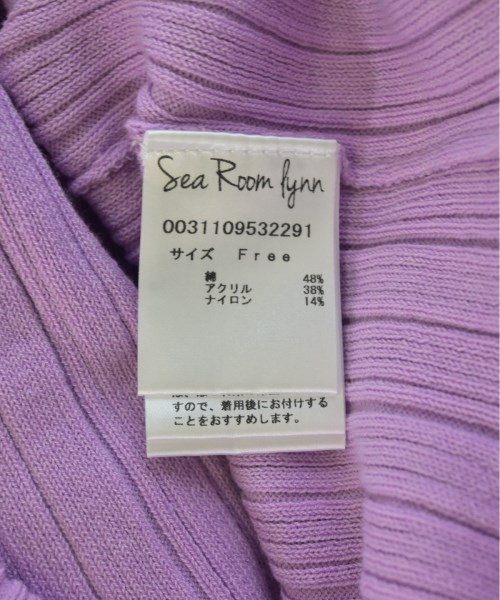 Sea Room lynn
0031109532291
サイズ Free
綿 48%
アクリル 38%
ナイロン 14%
すので、着用後にお付けする
ことをおすすめします。